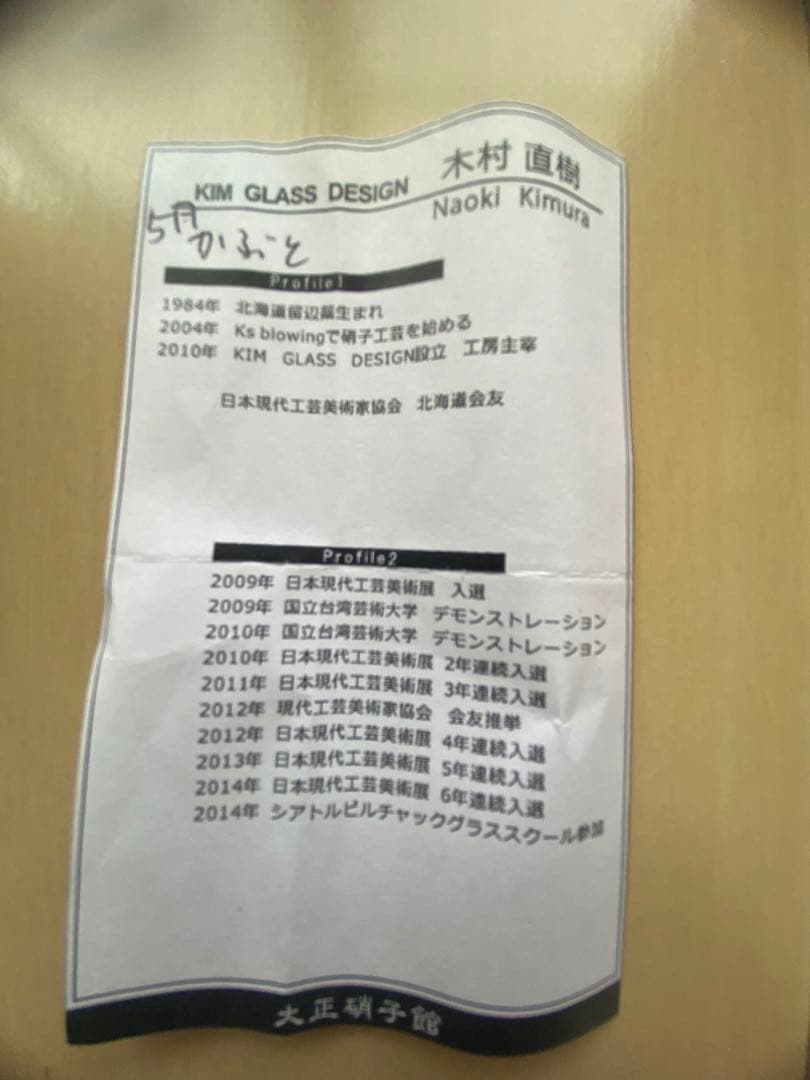 KIM GLASS DESIGN 木村 直樹
Naoki Kimura
5月 かぶと
Profile1
1984年 北海道留辺蘂生まれ
2004年 Ks blowingで硝子工芸を始める
2010年 KIM GLASS DESIGN設立 工房主宰
日本現代工芸美術家協会 北海道会友
Profile2
2009年 日本現代工芸美術展 入選
2009年 国立台湾芸術大学 デモンストレーション
2010年 国立台湾芸術大学 デモンストレーション
2010年 日本現代工芸美術展 2年連続入選
2011年 日本現代工芸美術展 3年連続入選
2012年 現代工芸美術家協会 会友推挙
2012年 日本現代工芸美術展 4年連続入選
2013年 日本現代工芸美術展 5年連続入選
2014年 日本現代工芸美術展 6年連続入選
2014年 シアトルピルチャックグラススクール参加
大正硝子館